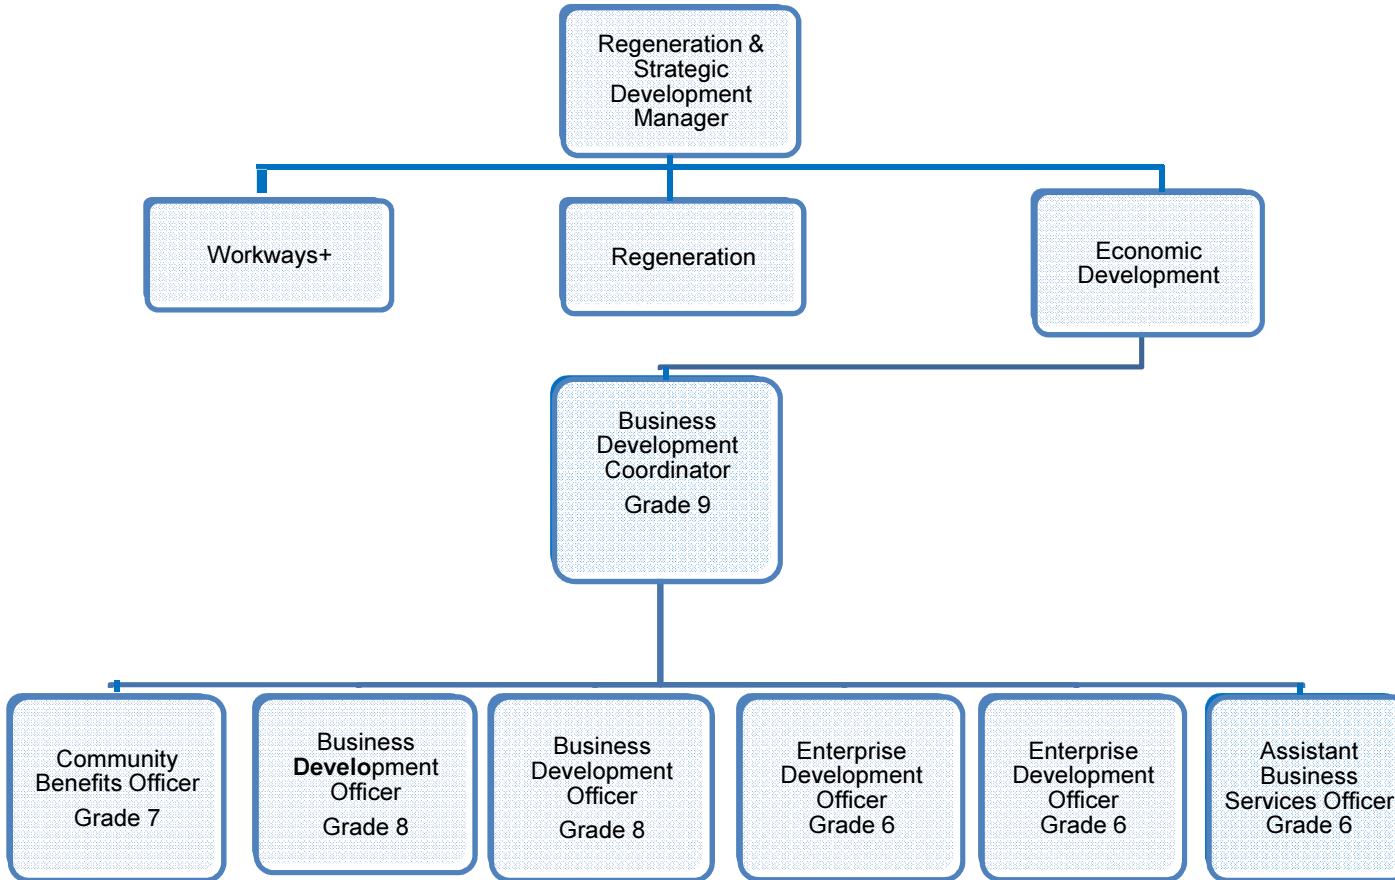 Regeneration &
Strategic
Development
Manager
Workways+
Regeneration
Economic
Development
Business
Development
Coordinator
Grade 9
Community
Benefits Officer
Grade 7
Business
Development
Officer
Grade 8
Business
Development
Officer
Grade 8
Enterprise
Development
Officer
Grade 6
Enterprise
Development
Officer
Grade 6
Assistant
Business
Services Officer
Grade 6